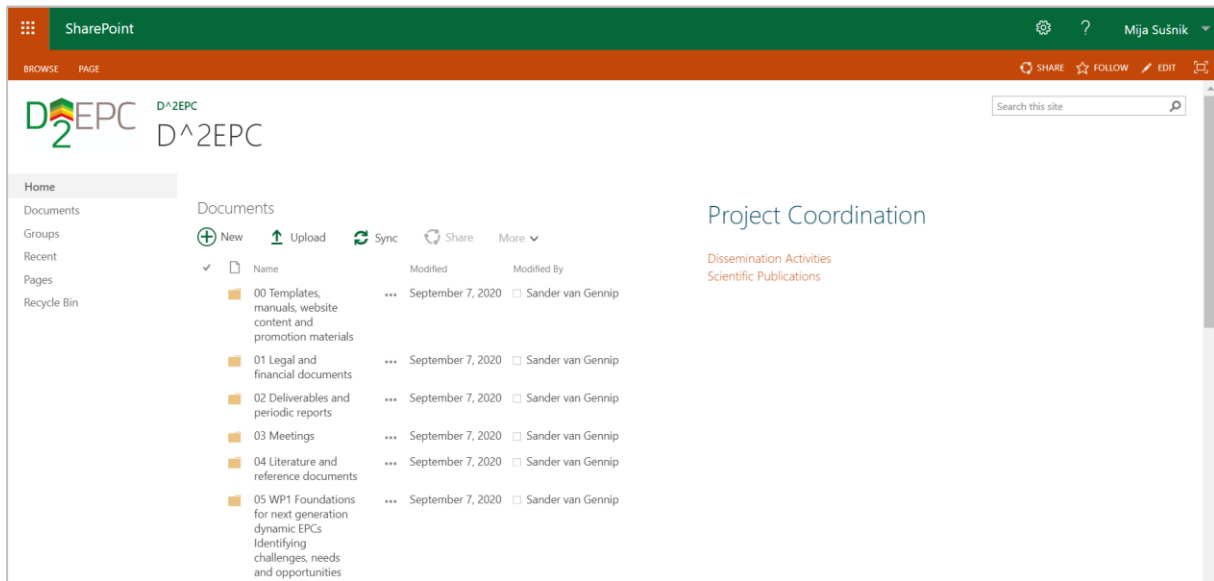 SharePoint
?
Mija Sušnik
BROWSE PAGE
SHARE FOLLOW EDIT
D2EPC
D^2EPC
D^2EPC
Search this site
Home
Documents
Groups
Recent
Pages
Recycle Bin
Documents
New Upload Sync Share More
Name Modified Modified By
00 Templates,
manuals, website
content and
promotion materials
... September 7, 2020 Sander van Gennip
01 Legal and
financial documents
... September 7, 2020 Sander van Gennip
02 Deliverables and
periodic reports
... September 7, 2020 Sander van Gennip
03 Meetings
... September 7, 2020 Sander van Gennip
04 Literature and
reference documents
... September 7, 2020 Sander van Gennip
05 WP1 Foundations
for next generation
dynamic EPCs
Identifying
challenges, needs
and opportunities
... September 7, 2020 Sander van Gennip
Project Coordination
Dissemination Activities
Scientific Publications